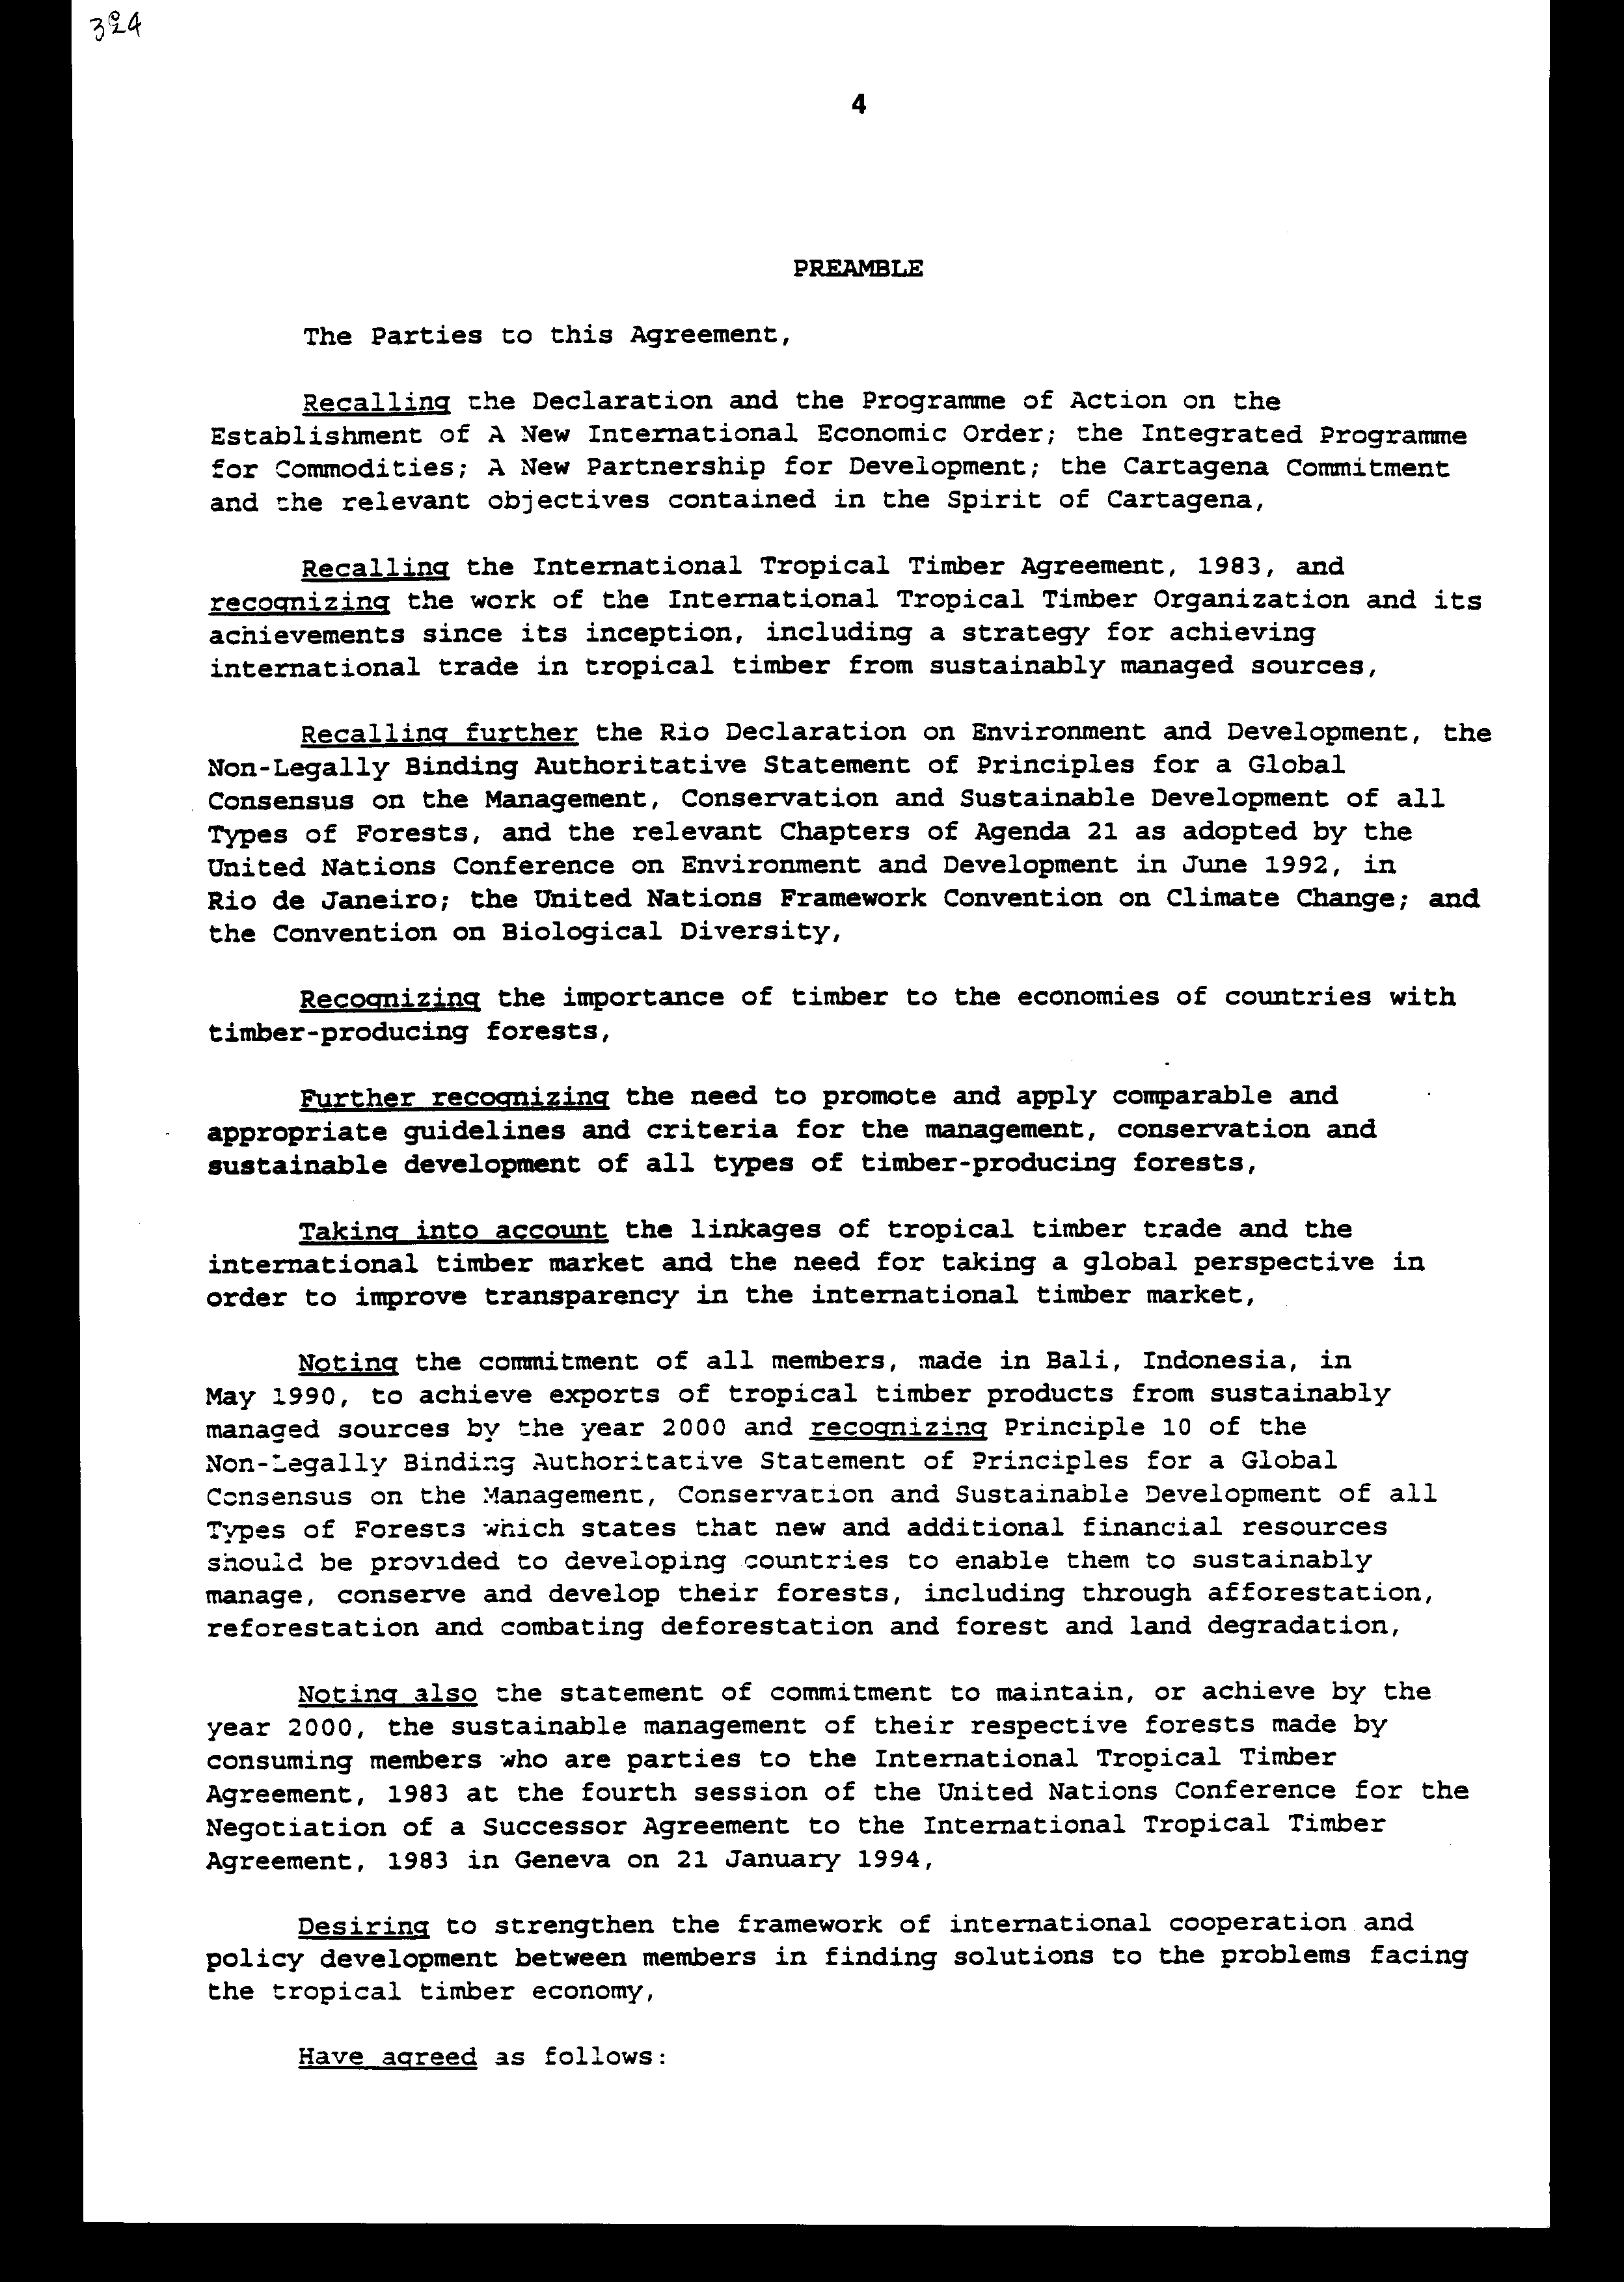 324
4
PREAMBLE
The Parties to this Agreement,
Recalling the Declaration and the Programme of Action on the
Establishment of A New International Economic Order; the Integrated Programme
for Commodities; A New Partnership for Development; the Cartagena Commitment
and the relevant objectives contained in the Spirit of Cartagena,
Recalling the International Tropical Timber Agreement, 1983, and
recognizing the work of the International Tropical Timber Organization and its
achievements since its inception, including a strategy for achieving
international trade in tropical timber from sustainably managed sources,
Recalling further the Rio Declaration on Environment and Development, the
Non-Legally Binding Authoritative Statement of Principles for a Global
Consensus on the Management, Conservation and Sustainable Development of all
Types of Forests, and the relevant Chapters of Agenda 21 as adopted by the
United Nations Conference on Environment and Development in June 1992, in
Rio de Janeiro; the United Nations Framework Convention on Climate Change; and
the Convention on Biological Diversity,
Recognizing the importance of timber to the economies of countries with
timber-producing forests,
Further recognizing the need to promote and apply comparable and
appropriate guidelines and criteria for the management, conservation and
sustainable development of all types of timber-producing forests,
Taking into account the linkages of tropical timber trade and the
international timber market and the need for taking a global perspective in
order to improve transparency in the international timber market,
Noting the commitment of all members, made in Bali, Indonesia, in
May 1990, to achieve exports of tropical timber products from sustainably
managed sources by the year 2000 and recognizing Principle 10 of the
Non-Legally Binding Authoritative Statement of Principles for a Global
Consensus on the Management, Conservation and Sustainable Development of all
Types of Forests which states that new and additional financial resources
should be provided to developing countries to enable them to sustainably
manage, conserve and develop their forests, including through afforestation,
reforestation and combating deforestation and forest and land degradation,
Noting also the statement of commitment to maintain, or achieve by the
year 2000, the sustainable management of their respective forests made by
consuming members who are parties to the International Tropical Timber
Agreement, 1983 at the fourth session of the United Nations Conference for the
Negotiation of a Successor Agreement to the International Tropical Timber
Agreement, 1983 in Geneva on 21 January 1994,
Desiring to strengthen the framework of international cooperation and
policy development between members in finding solutions to the problems facing
the tropical timber economy,
Have agreed as follows: